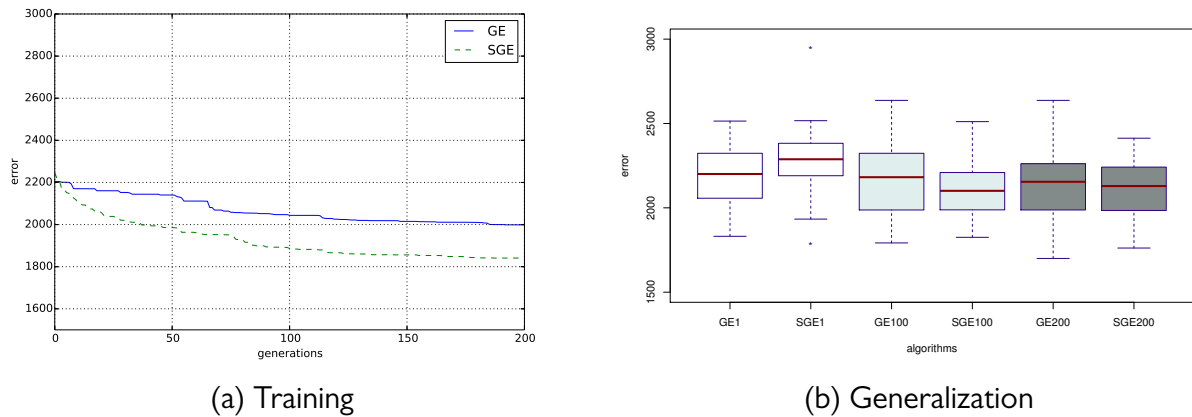 3000
2800
2600
2400
2200
2000
1800
1600
error
0 50 100 150 200
generations
GE
SGE
(a) Training
3000
2500
2000
1500
error
GE1 SGE1 GE100 SGE100 GE200 SGE200
algorithms
(b) Generalization